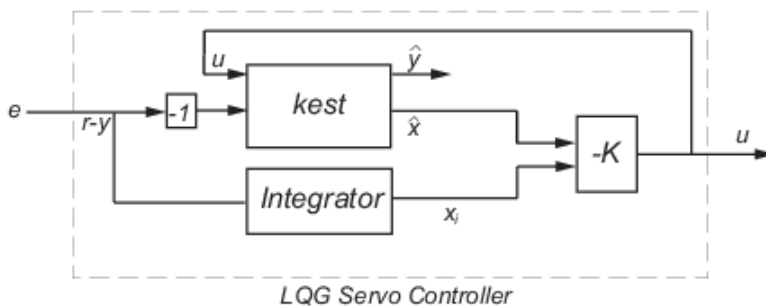 u
ŷ
kest
e
r-y
-1
x̂
-K
u
Integrator
xᵢ
LQG Servo Controller